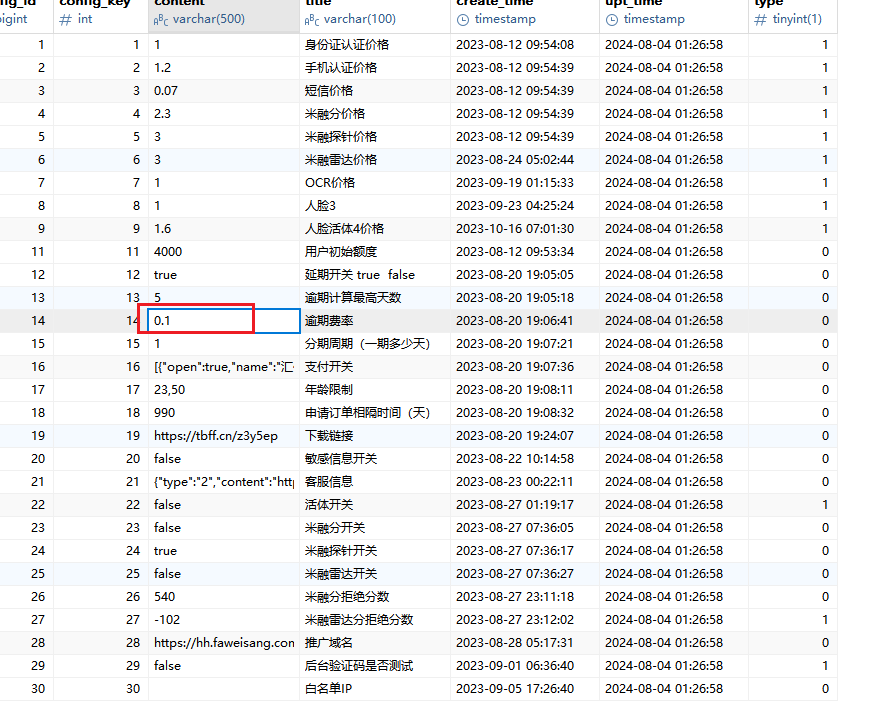 fig_id config_key content title create_time upt_time type
bigint # int ABC varchar(500) ABC varchar(100) timestamp timestamp # tinyint(1)
1 1 1 身份证认证价格 2023-08-12 09:54:08 2024-08-04 01:26:58 1
2 2 1.2 手机认证价格 2023-08-12 09:54:39 2024-08-04 01:26:58 1
3 3 0.07 短信价格 2023-08-12 09:54:39 2024-08-04 01:26:58 1
4 4 2.3 米融分价格 2023-08-12 09:54:39 2024-08-04 01:26:58 1
5 5 3 米融探针价格 2023-08-12 09:54:39 2024-08-04 01:26:58 1
6 6 3 米融雷达价格 2023-08-24 05:02:44 2024-08-04 01:26:58 1
7 7 1 OCR价格 2023-09-19 01:15:33 2024-08-04 01:26:58 1
8 8 1 人脸3 2023-09-23 04:25:24 2024-08-04 01:26:58 1
9 9 1.6 人脸活体4价格 2023-10-16 07:01:30 2024-08-04 01:26:58 1
11 11 4000 用户初始额度 2023-08-12 09:53:34 2024-08-04 01:26:58 0
12 12 true 延期开关 true false 2023-08-20 19:05:05 2024-08-04 01:26:58 0
13 13 5 逾期计算最高天数 2023-08-20 19:05:18 2024-08-04 01:26:58 0
14 14 0.1 逾期费率 2023-08-20 19:06:41 2024-08-04 01:26:58 0
15 15 1 分期周期（一期多少天） 2023-08-20 19:07:21 2024-08-04 01:26:58 0
16 16 [{"open":true,"name":"汇 支付开关 2023-08-20 19:07:36 2024-08-04 01:26:58 0
17 17 23,50 年龄限制 2023-08-20 19:08:11 2024-08-04 01:26:58 0
18 18 990 申请订单相隔时间（天） 2023-08-20 19:08:32 2024-08-04 01:26:58 0
19 19 https://tbff.cn/z3y5ep 下载链接 2023-08-20 19:24:07 2024-08-04 01:26:58 0
20 20 false 敏感信息开关 2023-08-22 10:14:58 2024-08-04 01:26:58 0
21 21 {"type":"2","content":"http 客服信息 2023-08-23 00:22:11 2024-08-04 01:26:58 0
22 22 false 活体开关 2023-08-27 01:19:17 2024-08-04 01:26:58 1
23 23 false 米融分开关 2023-08-27 07:36:05 2024-08-04 01:26:58 0
24 24 true 米融探针开关 2023-08-27 07:36:17 2024-08-04 01:26:58 0
25 25 false 米融雷达开关 2023-08-27 07:36:27 2024-08-04 01:26:58 0
26 26 540 米融分拒绝分数 2023-08-27 23:11:18 2024-08-04 01:26:58 0
27 27 -102 米融雷达分拒绝分数 2023-08-27 23:12:02 2024-08-04 01:26:58 1
28 28 https://hh.faweisang.con 推广域名 2023-08-28 05:17:31 2024-08-04 01:26:58 0
29 29 false 后台验证码是否测试 2023-09-01 06:36:40 2024-08-04 01:26:58 1
30 30 白名单IP 2023-09-05 17:26:40 2024-08-04 01:26:58 0